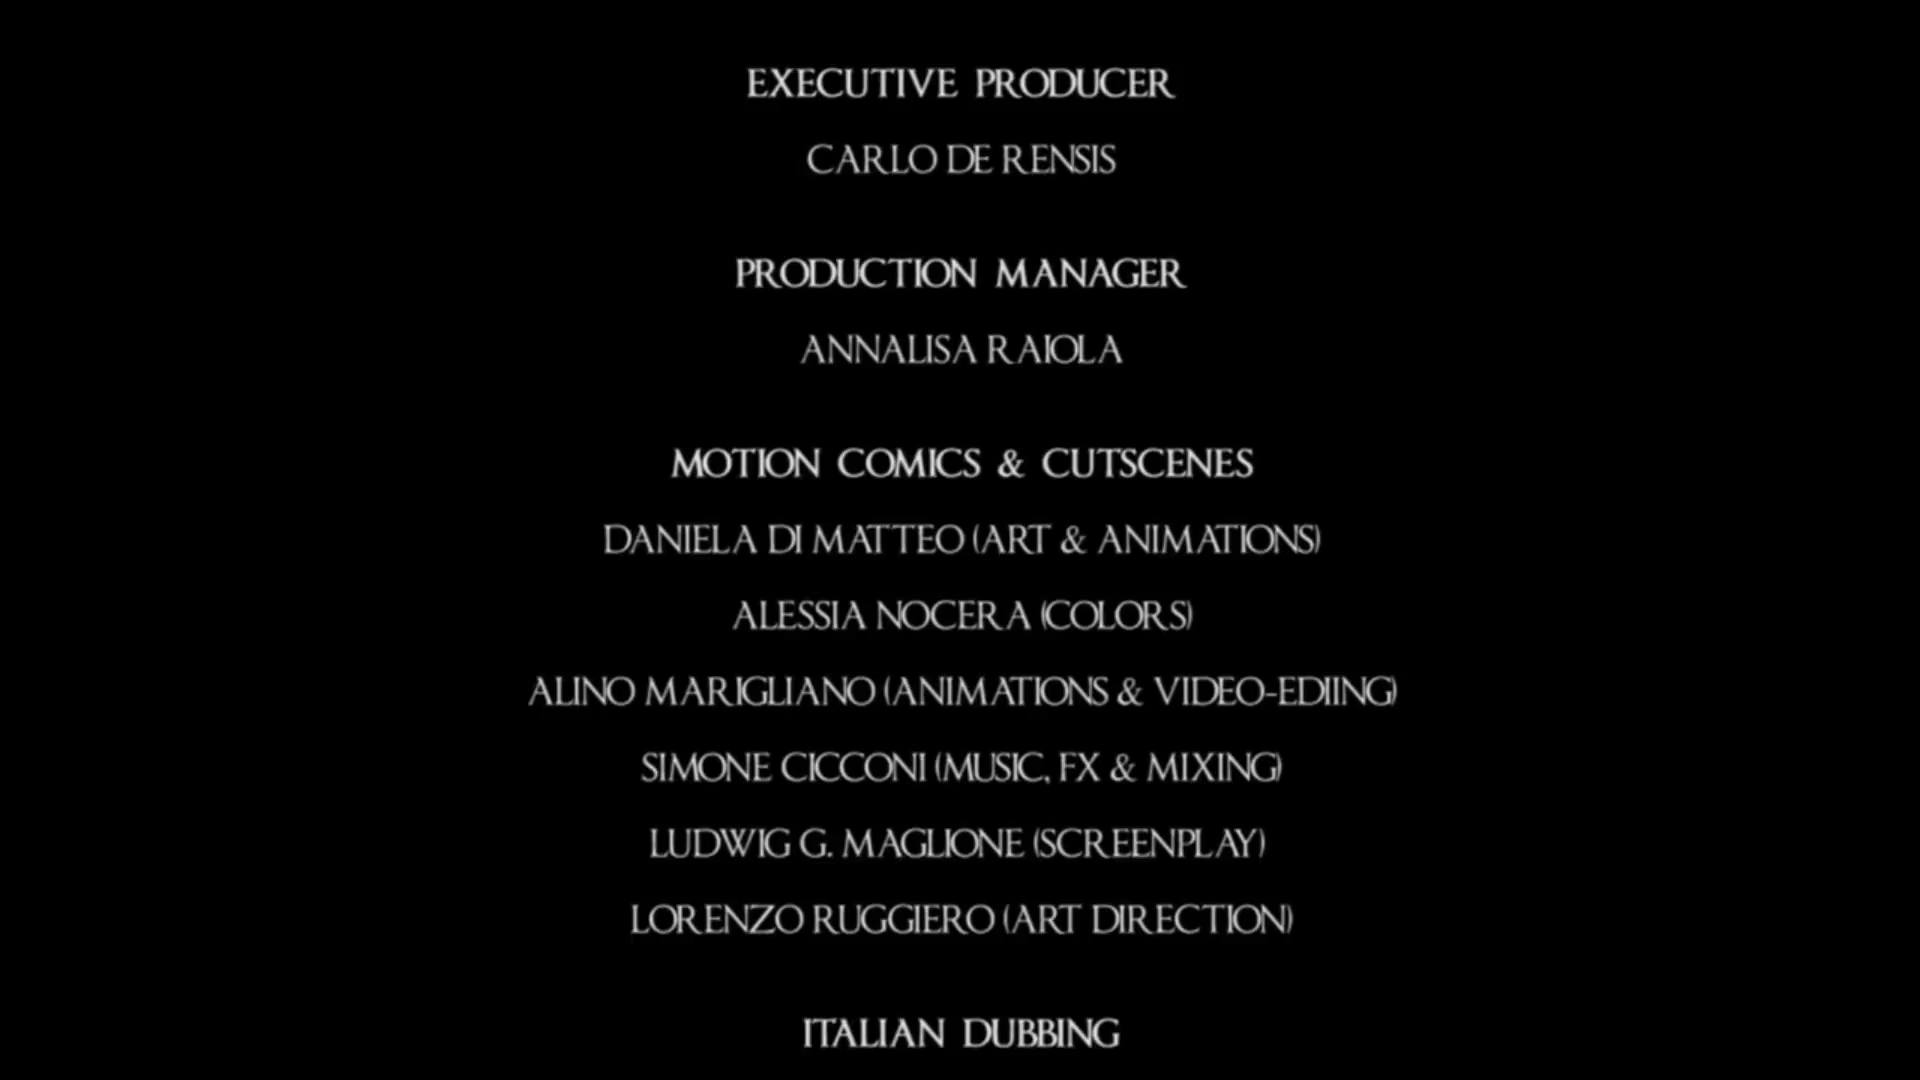 EXECUTIVE PRODUCER
CARLO DE RENSIS
PRODUCTION MANAGER
ANNALISA RAIOLA
MOTION COMICS & CUTSCENES
DANIELA DI MATTEO (ART & ANIMATIONS)
ALESSIA NOCERA (COLORS)
ALINO MARIGLIANO (ANIMATIONS & VIDEO-EDIING)
SIMONE CICCONI (MUSIC, FX & MIXING)
LUDWIG G. MAGLIONE (SCREENPLAY)
LORENZO RUGGIERO (ART DIRECTION)
ITALIAN DUBBING